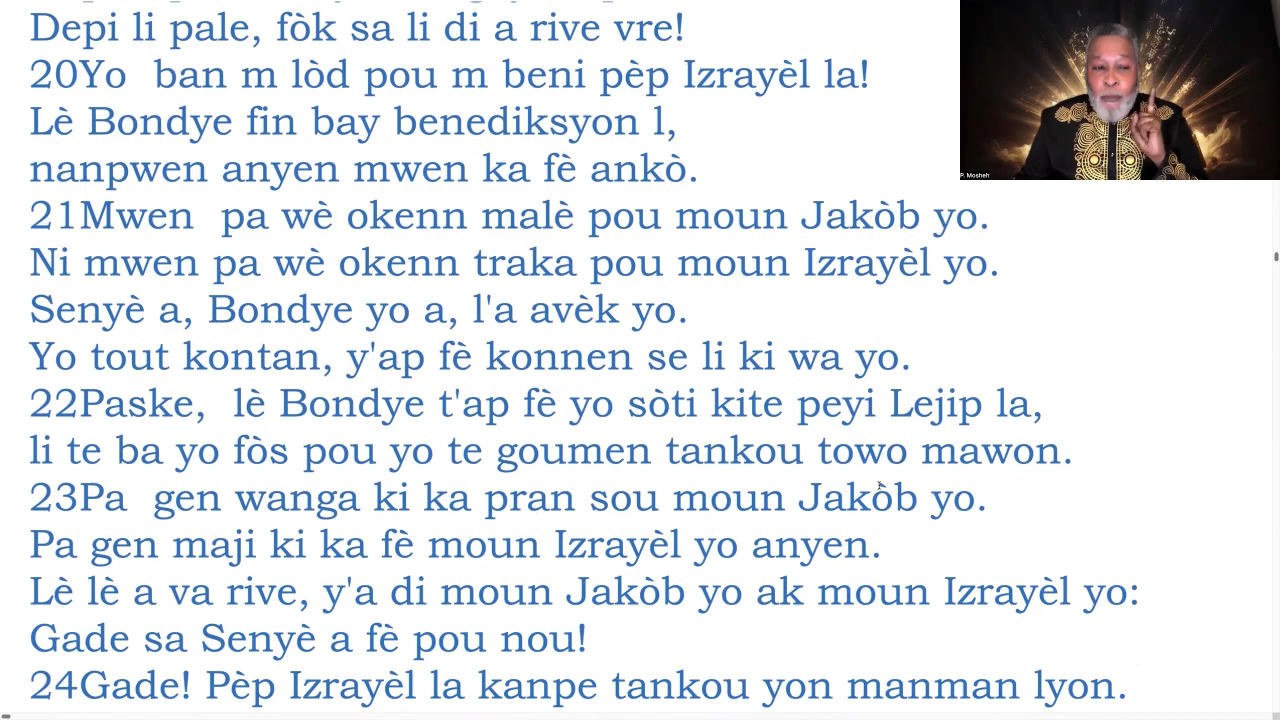 Depi li pale, fòk sa li di a rive vre!
20Yo  ban m lòd pou m beni pèp Izrayèl la!
Lè Bondye fin bay benediksyon l,
nanpwen anyen mwen ka fè ankò.
21Mwen  pa wè okenn malè pou moun Jakòb yo.
Ni mwen pa wè okenn traka pou moun Izrayèl yo.
Senyè a, Bondye yo a, l'a avèk yo.
Yo tout kontan, y'ap fè konnen se li ki wa yo.
22Paske,  lè Bondye t'ap fè yo sòti kite peyi Lejip la,
li te ba yo fòs pou yo te goumen tankou towo mawon.
23Pa  gen wanga ki ka pran sou moun Jakòb yo.
Pa gen maji ki ka fè moun Izrayèl yo anyen.
Lè lè a va rive, y'a di moun Jakòb yo ak moun Izrayèl yo:
Gade sa Senyè a fè pou nou!
24Gade! Pèp Izrayèl la kanpe tankou yon manman lyon.
P. Mosheh